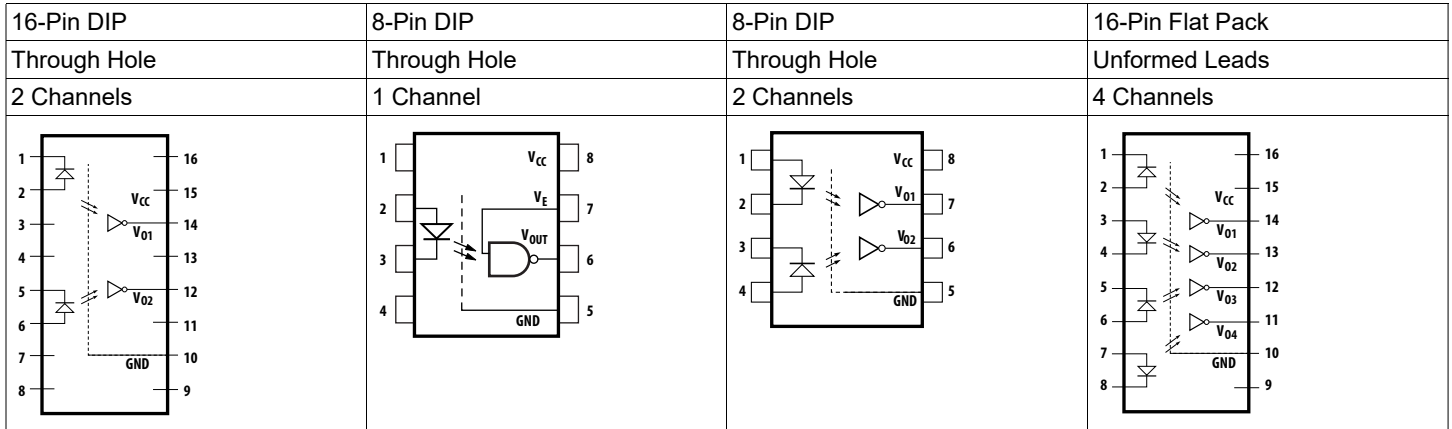 16-Pin DIP
8-Pin DIP
8-Pin DIP
16-Pin Flat Pack
Through Hole
Through Hole
Through Hole
Unformed Leads
2 Channels
1 Channel
2 Channels
4 Channels
1
2
3
4
5
6
7
8
16
15
14
13
12
11
10
9
VCC
VO1
VO2
GND
1
2
3
4
8
7
6
5
VCC
VE
VOUT
GND
1
2
3
4
8
7
6
5
VCC
VO1
VO2
GND
1
2
3
4
5
6
7
8
16
15
14
13
12
11
10
9
VCC
VO1
VO2
VO3
VO4
GND